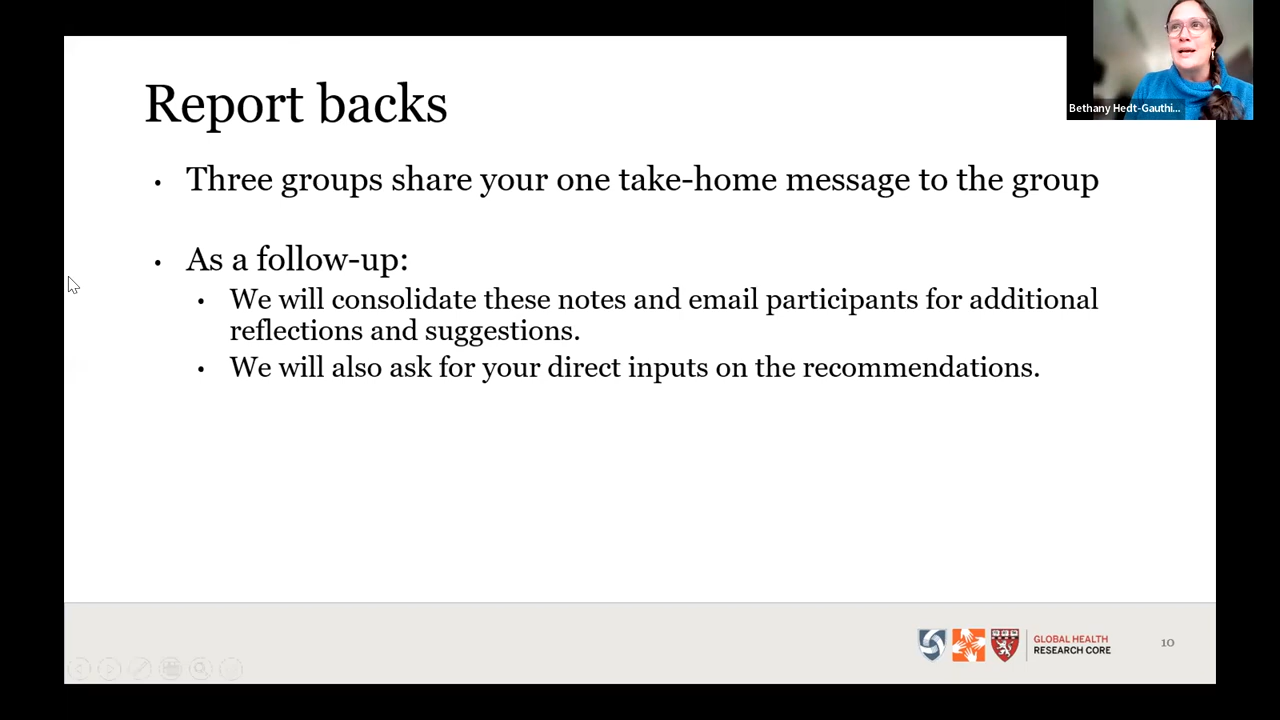 Report backs
Bethany Hedt-Gauthi...
• Three groups share your one take-home message to the group
• As a follow-up:
• We will consolidate these notes and email participants for additional
reflections and suggestions.
• We will also ask for your direct inputs on the recommendations.
GLOBAL HEALTH
RESEARCH CORE
10